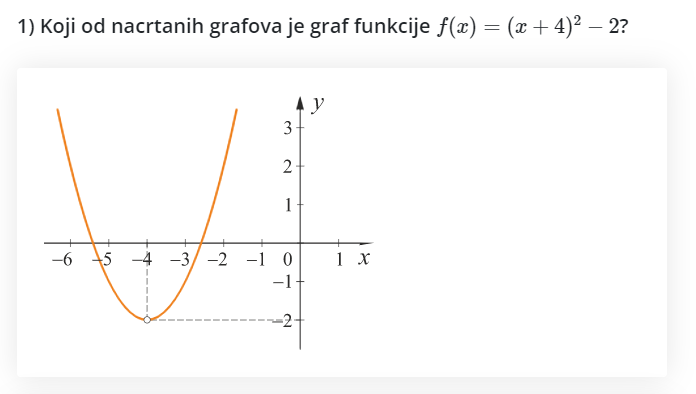 1) Koji od nacrtanih grafova je graf funkcije f(x) = (x + 4)² − 2?
y
3
2
1
−6 −5 −4 −3 −2 −1 0 1 x
−1
−2